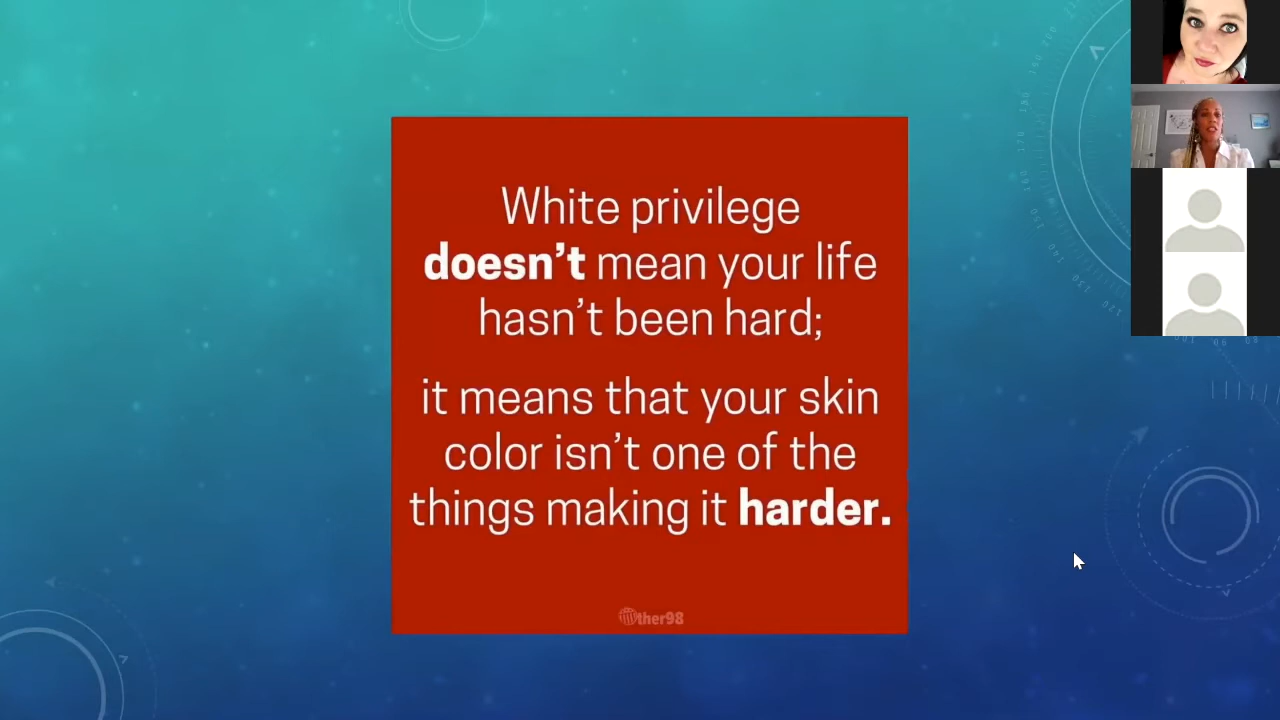 White privilege
doesn't mean your life
hasn't been hard;
it means that your skin
color isn't one of the
things making it harder.
other98